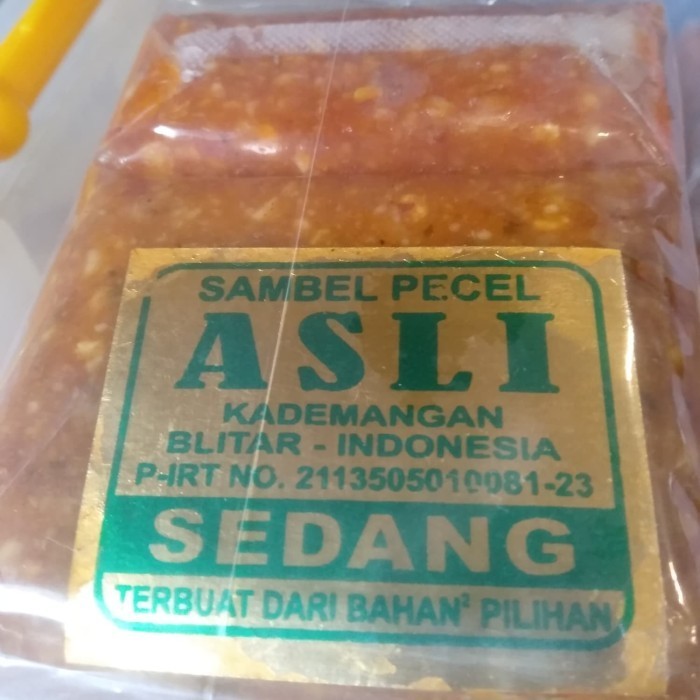 SAMBEL PECEL
ASLI
KADEMANGAN
BLITAR - INDONESIA
P-IRT NO. 2113505010081-23
SEDANG
TERBUAT DARI BAHAN² PILIHAN